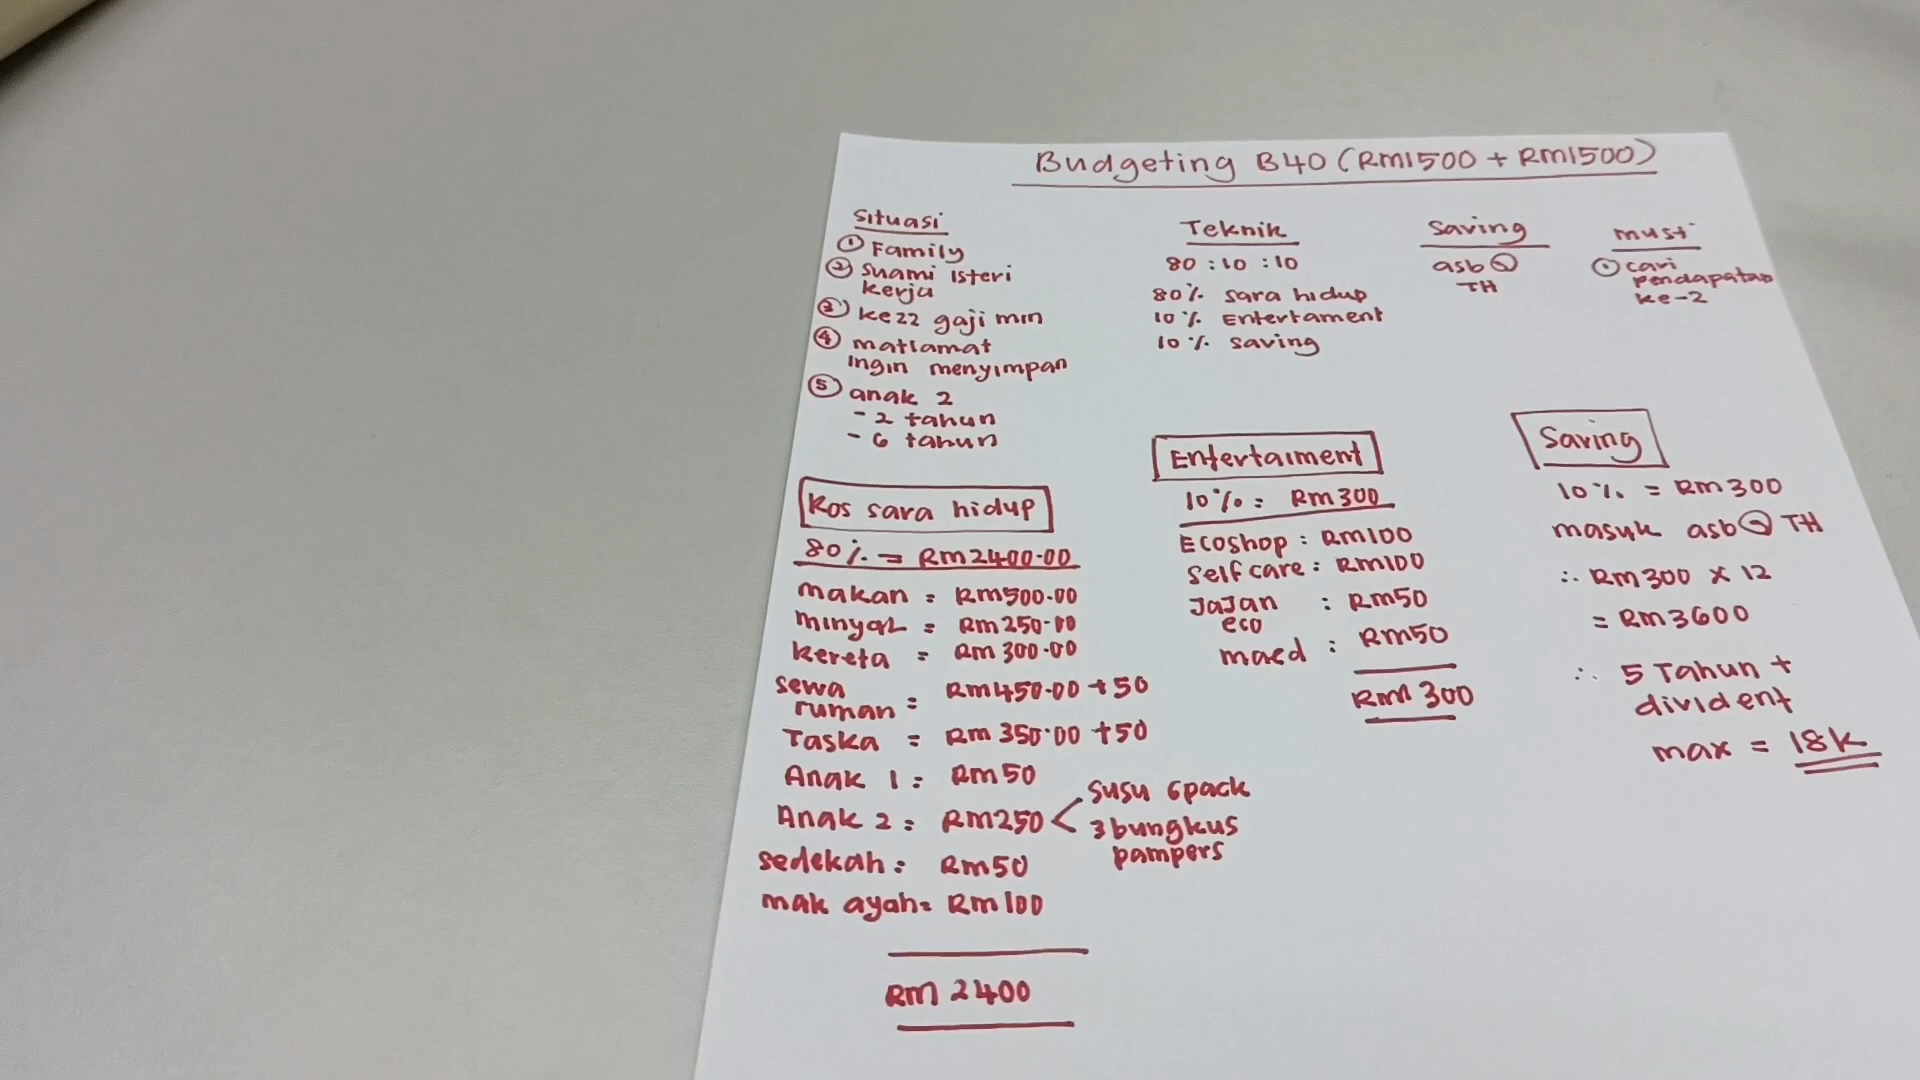 Budgeting B40 (RM1500 + RM1500)
Situasi
① Family
② suami isteri
kerja
③ ke22 gaji min
④ matlamat
ingin menyimpan
⑤ anak 2
- 2 tahun
- 6 tahun
Teknik
80 : 10 : 10
80% sara hidup
10% Entertament
10% saving
Saving
asb
TH
must
① cari
pendapatan
ke-2
Kos sara hidup
80% = RM2400.00
makan = RM500.00
minyak = RM250.00
kereta = RM300.00
sewa
rumah = RM450.00 + 50
Taska = RM350.00 + 50
Anak 1 : RM50
Anak 2 : RM250 < susu 6pack
3 bungkus
pampers
sedekah : RM50
mak ayah = RM100
RM 2400
Entertaiment
10% = RM300
Ecoshop : RM100
Selfcare : RM100
Jajan : RM50
eco
macd : RM50
RM 300
Saving
10% = RM300
masuk asb TH
∴ RM300 x 12
= RM3600
∴ 5 Tahun +
divident
max = 18k